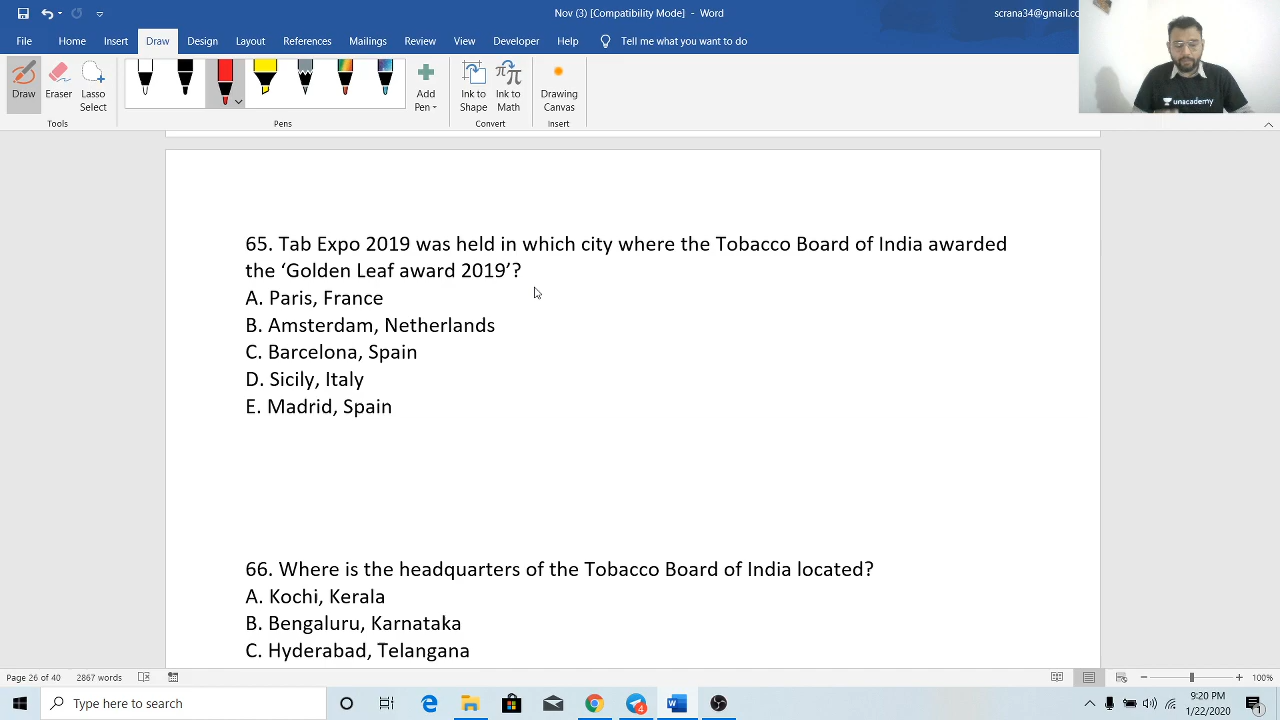 Nov (3) [Compatibility Mode] - Word
scrana34@gmail.co
File Home Insert Draw Design Layout References Mailings Review View Developer Help Tell me what you want to do
Draw
Eraser
Lasso Select
Add Pen
Ink to Shape
Ink to Math
Drawing Canvas
Tools Pens Convert Insert
unacademy
65. Tab Expo 2019 was held in which city where the Tobacco Board of India awarded
the ‘Golden Leaf award 2019’?
A. Paris, France
B. Amsterdam, Netherlands
C. Barcelona, Spain
D. Sicily, Italy
E. Madrid, Spain
66. Where is the headquarters of the Tobacco Board of India located?
A. Kochi, Kerala
B. Bengaluru, Karnataka
C. Hyderabad, Telangana
Page 26 of 40 2867 words 100%
Type here to search
4
9:20 PM
1/22/2020
1